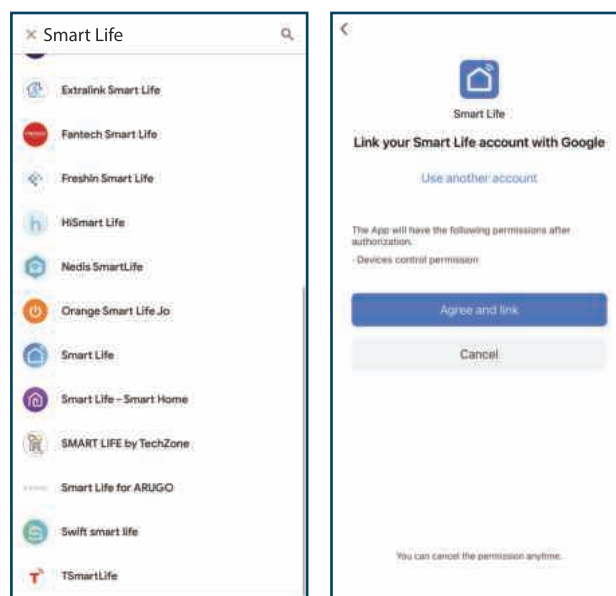 Smart Life
Extralink Smart Life
Fantech Smart Life
Freshin Smart Life
h
HiSmart Life
Nedis SmartLife
Orange Smart Life Jo
Smart Life
Smart Life – Smart Home
SMART LIFE by TechZone
Smart Life for ARUGO
Swift smart life
T
TSmartLife
Smart Life
Link your Smart Life account with Google
Use another account
The App will have the following permissions after
authorization.
- Devices control permission
Agree and link
Cancel
You can cancel the permission anytime.